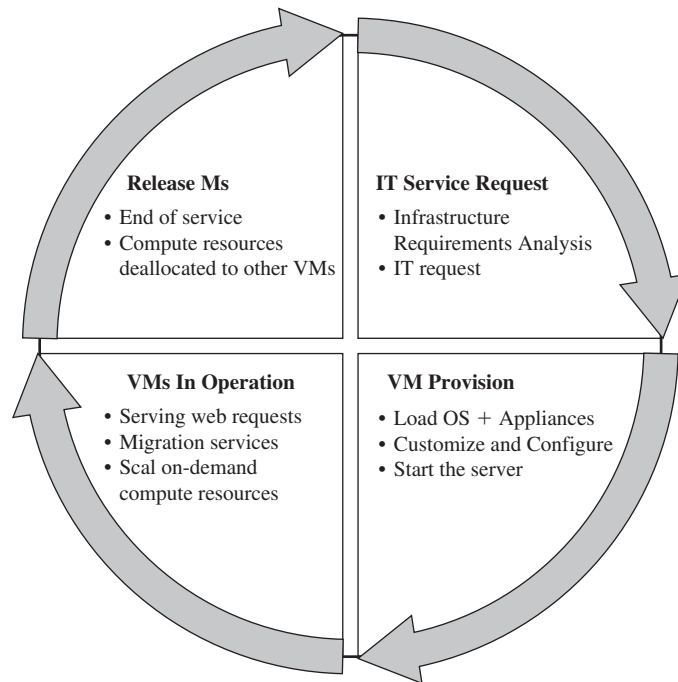 Release Ms
• End of service
• Compute resources
deallocated to other VMs
IT Service Request
• Infrastructure
Requirements Analysis
• IT request
VMs In Operation
• Serving web requests
• Migration services
• Scal on-demand
compute resources
VM Provision
• Load OS + Appliances
• Customize and Configure
• Start the server